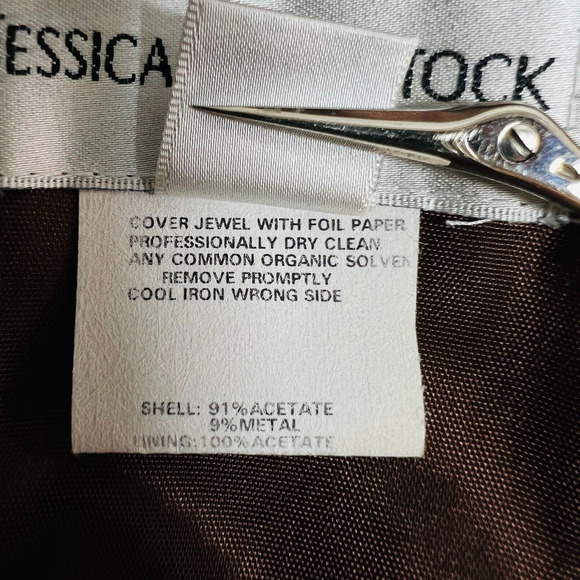 ESSICA TOCK
COVER JEWEL WITH FOIL PAPER
PROFESSIONALLY DRY CLEAN
ANY COMMON ORGANIC SOLVEN
REMOVE PROMPTLY
COOL IRON WRONG SIDE
SHELL: 91% ACETATE
9% METAL
LINING: 100% ACETATE